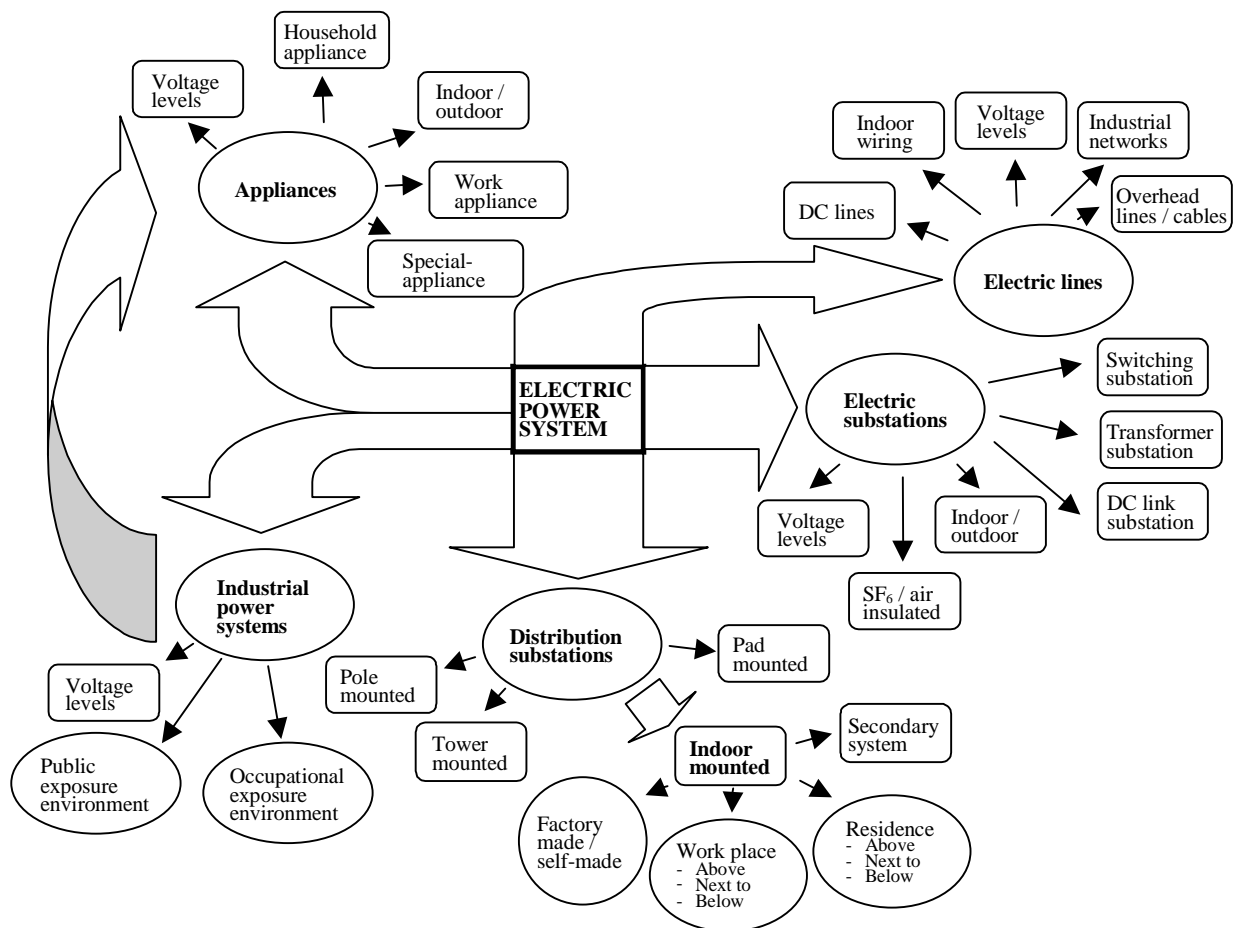 Household
appliance
Voltage
levels
Indoor /
outdoor
Appliances
Work
appliance
Special-
appliance
Indoor
wiring
Voltage
levels
Industrial
networks
DC lines
Overhead
lines / cables
Electric lines
ELECTRIC
POWER
SYSTEM
Electric
substations
Switching
substation
Transformer
substation
DC link
substation
Voltage
levels
Indoor /
outdoor
SF₆ / air
insulated
Industrial
power
systems
Voltage
levels
Public
exposure
environment
Occupational
exposure
environment
Distribution
substations
Pole
mounted
Tower
mounted
Pad
mounted
Indoor
mounted
Secondary
system
Factory
made /
self-made
Work place
- Above
- Next to
- Below
Residence
- Above
- Next to
- Below